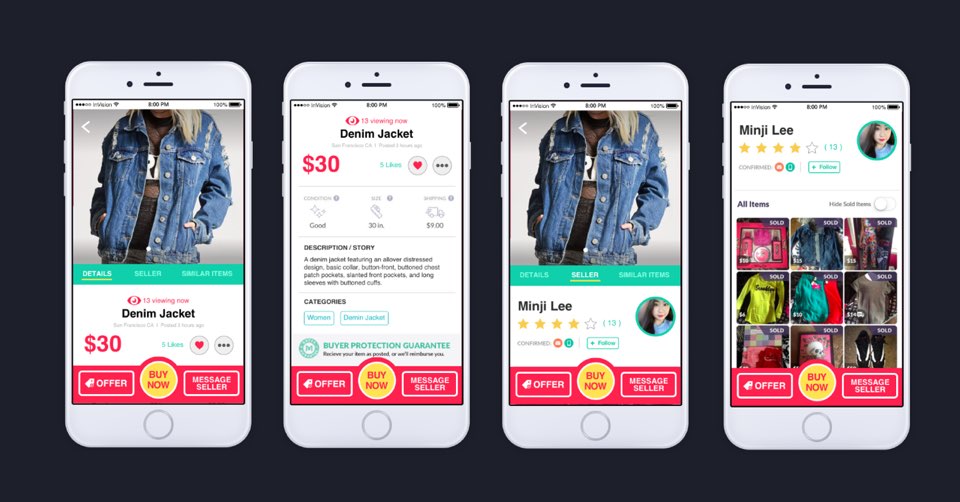 InVision
8:00 PM
100%
DETAILS
SELLER
SIMILAR ITEMS
13 viewing now
Denim Jacket
San Francisco CA | Posted 2 hours ago
$30
5 Likes
OFFER
BUY NOW
MESSAGE SELLER
InVision
8:00 PM
100%
13 viewing now
Denim Jacket
San Francisco CA | Posted 2 hours ago
$30
5 Likes
CONDITION ?
SIZE ?
SHIPPING ?
Good
30 in.
$9.00
DESCRIPTION / STORY
A denim jacket featuring an allover distressed
design, basic collar, button-front, buttoned chest
patch pockets, slanted front pockets, and long
sleeves with buttoned cuffs.
CATEGORIES
Women
Demin Jacket
BUYER PROTECTION GUARANTEE
Recieve your item as posted, or we'll reimburse you.
OFFER
BUY NOW
MESSAGE SELLER
InVision
8:00 PM
100%
DETAILS
SELLER
SIMILAR ITEMS
Minji Lee
( 13 )
CONFIRMED:
+ Follow
OFFER
BUY NOW
MESSAGE SELLER
InVision
8:00 PM
100%
Minji Lee
( 13 )
CONFIRMED:
+ Follow
All Items
Hide Sold Items
SOLD
SOLD
SOLD
SOLD
SOLD
SOLD
SOLD
SOLD
SOLD
OFFER
BUY NOW
MESSAGE SELLER